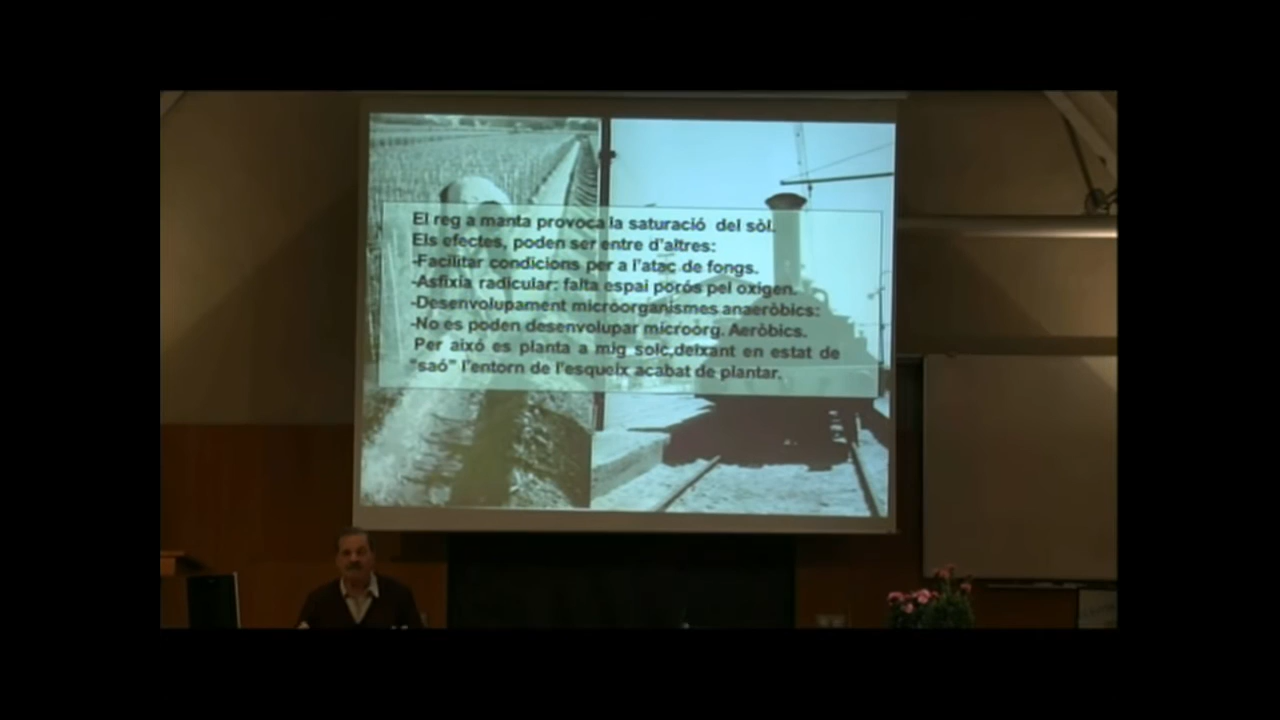 El reg a manta provoca la saturació del sòl.
Els efectes, poden ser entre d'altres:
-Facilitar condicions per a l'atac de fongs.
-Asfixia radicular: falta espai porós pel oxigen.
-Desenvolupament microorganismes anaeròbics:
-No es poden desenvolupar microorg. Aeròbics.
Per aixó es planta a mig solc,deixant en estat de
"saó" l'entorn de l'esqueix acabat de plantar.